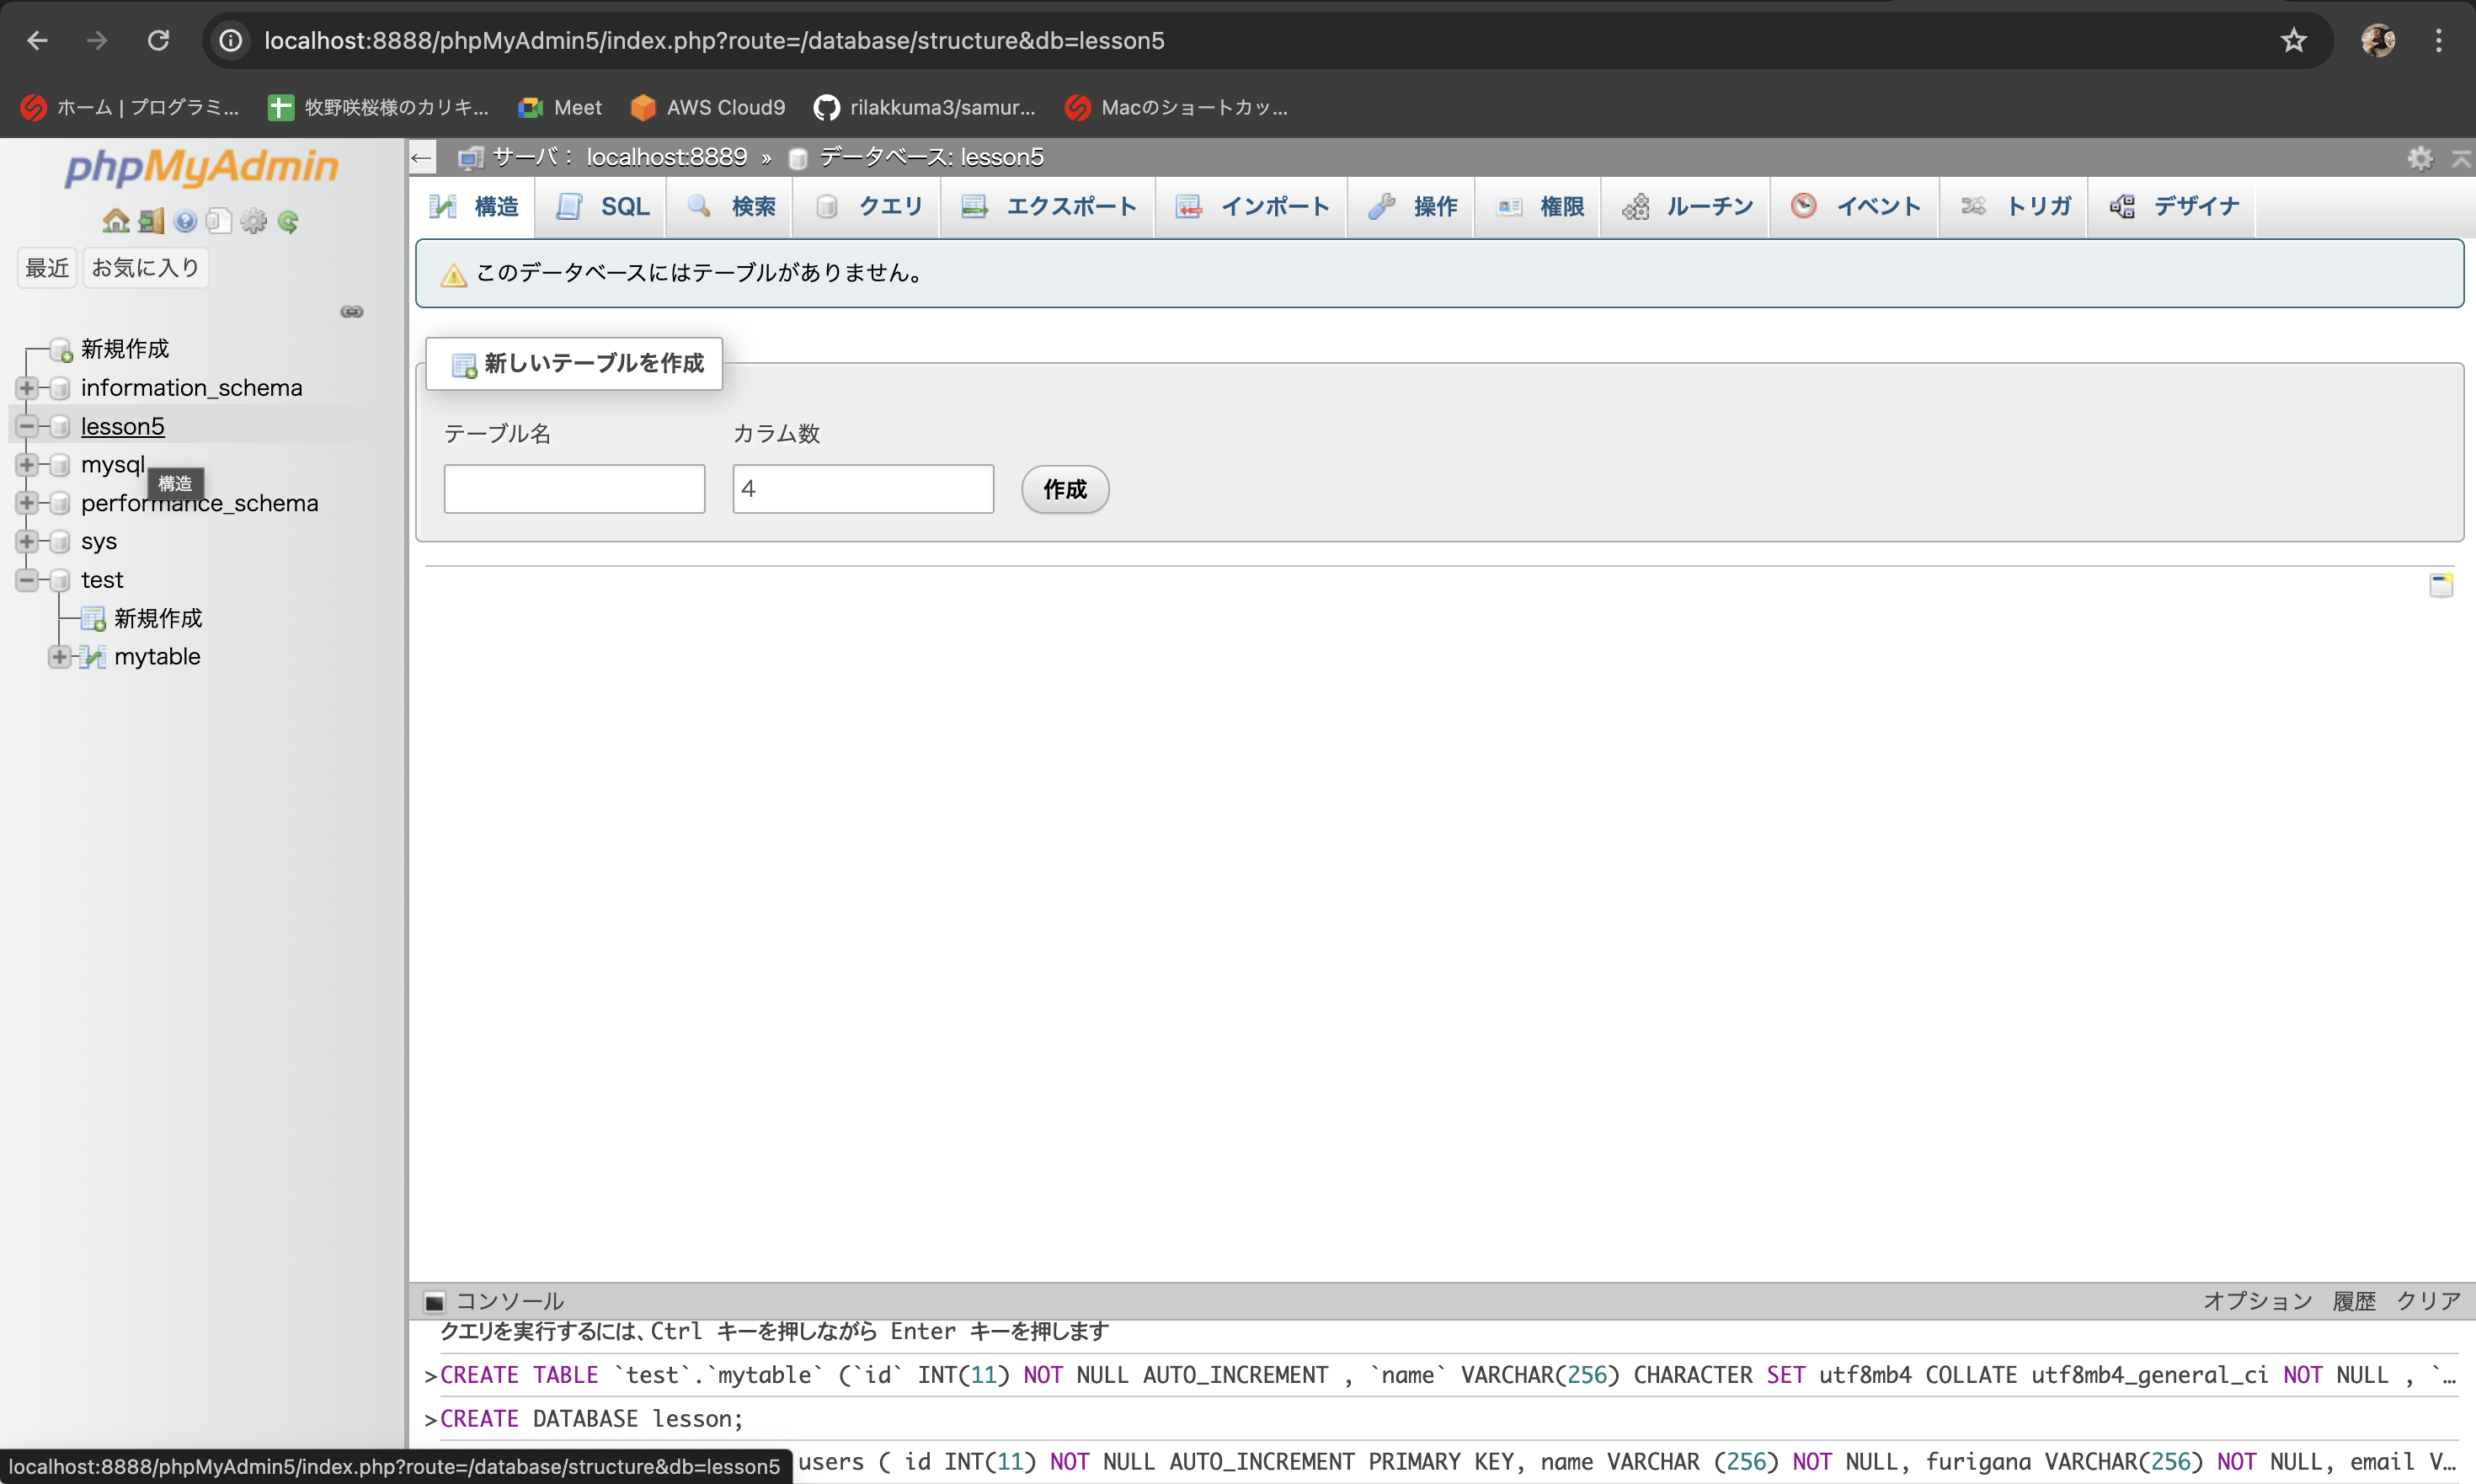 localhost:8888/phpMyAdmin5/index.php?route=/database/structure&db=lesson5
ホーム | プログラミ... 牧野咲桜様のカリキ... Meet AWS Cloud9 rilakkuma3/samur... Macのショートカッ...
phpMyAdmin
最近 お気に入り
新規作成
information_schema
lesson5
mysql
構造
performance_schema
sys
test
新規作成
mytable
サーバ: localhost:8889 » データベース: lesson5
構造 SQL 検索 クエリ エクスポート インポート 操作 権限 ルーチン イベント トリガ デザイナ
このデータベースにはテーブルがありません。
新しいテーブルを作成
テーブル名 カラム数
4 作成
コンソール オプション 履歴 クリア
クエリを実行するには、Ctrl キーを押しながら Enter キーを押します
>CREATE TABLE `test`.`mytable` (`id` INT(11) NOT NULL AUTO_INCREMENT , `name` VARCHAR(256) CHARACTER SET utf8mb4 COLLATE utf8mb4_general_ci NOT NULL , `…
>CREATE DATABASE lesson;
users ( id INT(11) NOT NULL AUTO_INCREMENT PRIMARY KEY, name VARCHAR (256) NOT NULL, furigana VARCHAR(256) NOT NULL, email V…
localhost:8888/phpMyAdmin5/index.php?route=/database/structure&db=lesson5